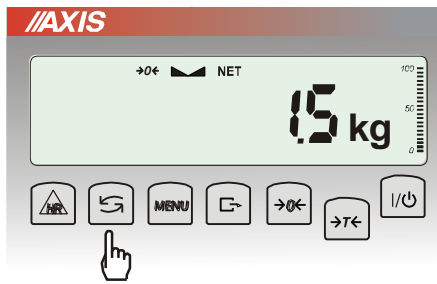 //AXIS
→0← NET
1.5 kg
100
50
0
HR MENU →0← →T← I/⏻